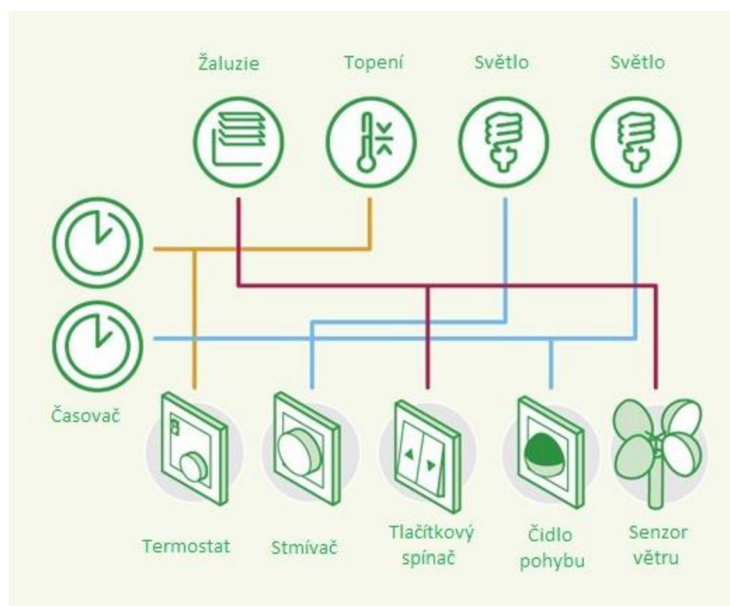 Žaluzie
Topení
Světlo
Světlo
Časovač
Termostat
Stmívač
Tlačítkový
spínač
Čidlo
pohybu
Senzor
větru